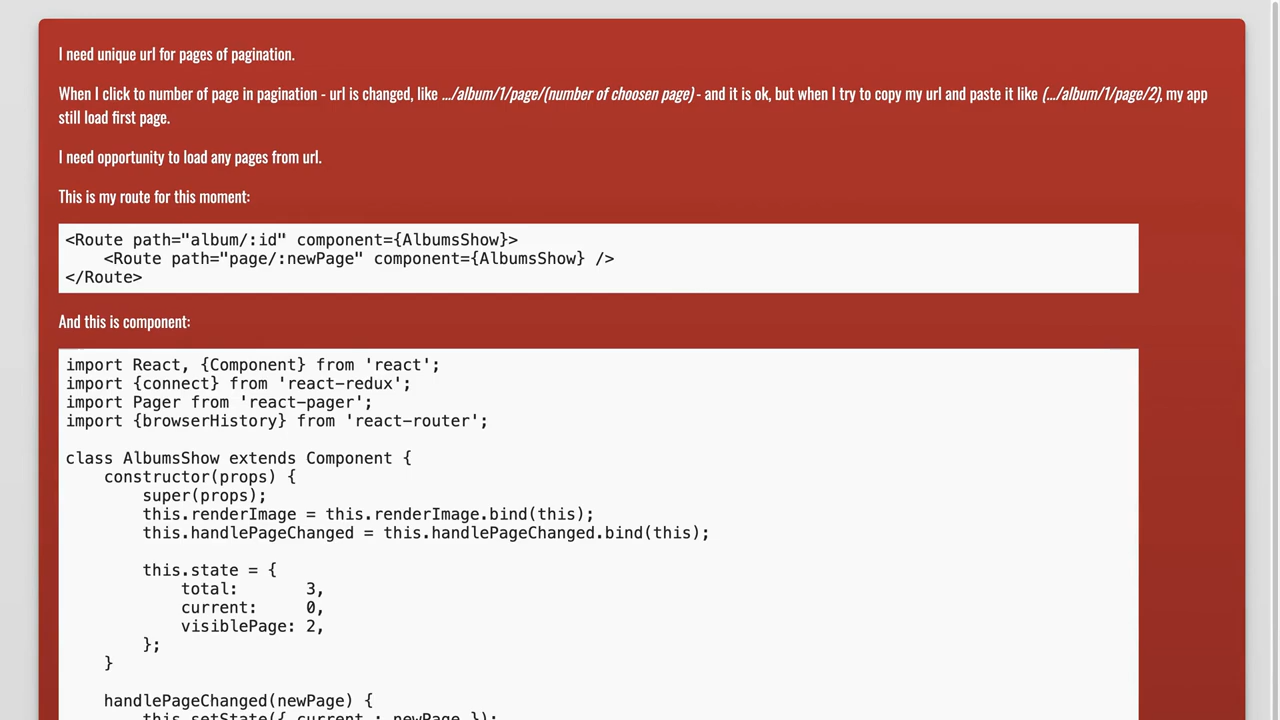 I need unique url for pages of pagination.
When I click to number of page in pagination - url is changed, like .../album/1/page/(number of choosen page) - and it is ok, but when I try to copy my url and paste it like (.../album/1/page/2), my app
still load first page.
I need opportunity to load any pages from url.
This is my route for this moment:
<Route path="album/:id" component={AlbumsShow}>
    <Route path="page/:newPage" component={AlbumsShow} />
</Route>
And this is component:
import React, {Component} from 'react';
import {connect} from 'react-redux';
import Pager from 'react-pager';
import {browserHistory} from 'react-router';
class AlbumsShow extends Component {
    constructor(props) {
        super(props);
        this.renderImage = this.renderImage.bind(this);
        this.handlePageChanged = this.handlePageChanged.bind(this);
        this.state = {
            total:       3,
            current:     0,
            visiblePage: 2,
        };
    }
    handlePageChanged(newPage) {
        this.setState({ current : newPage });